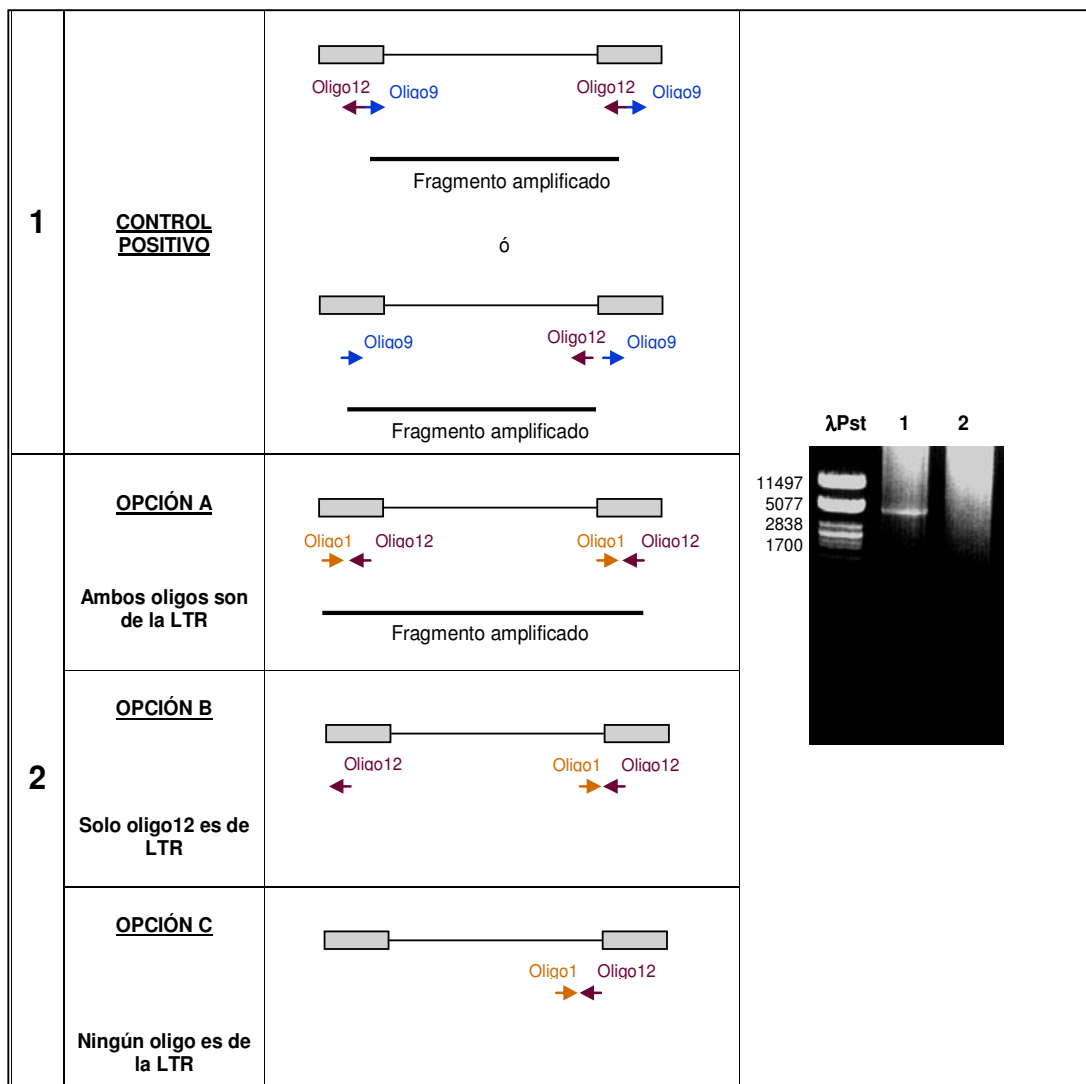 1
CONTROL
POSITIVO
Oligo12 Oligo9 Oligo12 Oligo9
Fragmento amplificado
ó
Oligo9 Oligo12 Oligo9
Fragmento amplificado
2
OPCIÓN A
Ambos oligos son
de la LTR
Oligo1 Oligo12 Oligo1 Oligo12
Fragmento amplificado
OPCIÓN B
Solo oligo12 es de
LTR
Oligo12 Oligo1 Oligo12
OPCIÓN C
Ningún oligo es de
la LTR
Oligo1 Oligo12
λPst 1 2
11497
5077
2838
1700